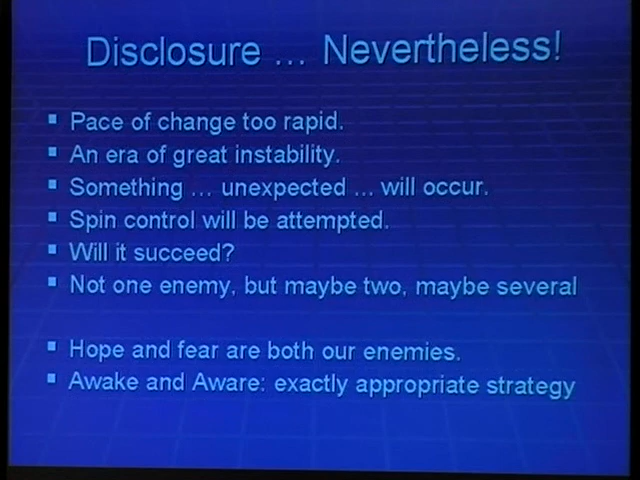 Disclosure ... Nevertheless!
Pace of change too rapid.
An era of great instability.
Something ... unexpected ... will occur.
Spin control will be attempted.
Will it succeed?
Not one enemy, but maybe two, maybe several
Hope and fear are both our enemies.
Awake and Aware: exactly appropriate strategy